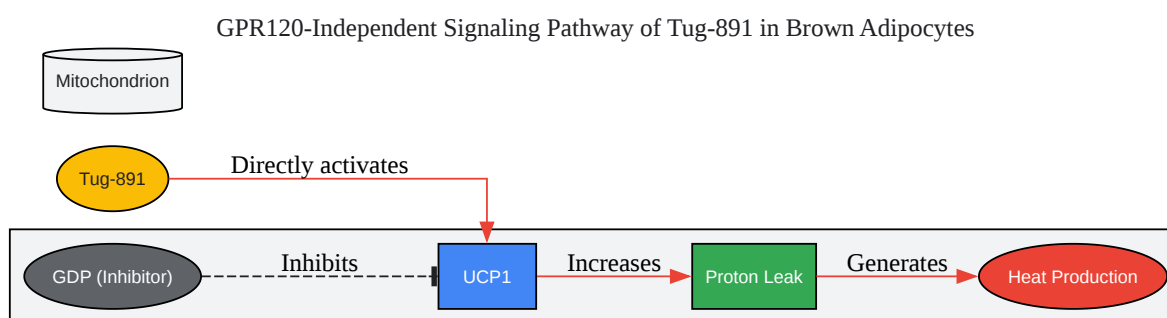 GPR120-Independent Signaling Pathway of Tug-891 in Brown Adipocytes
Mitochondrion
Tug-891
Directly activates
GDP (Inhibitor)
Inhibits
UCP1
Increases
Proton Leak
Generates
Heat Production